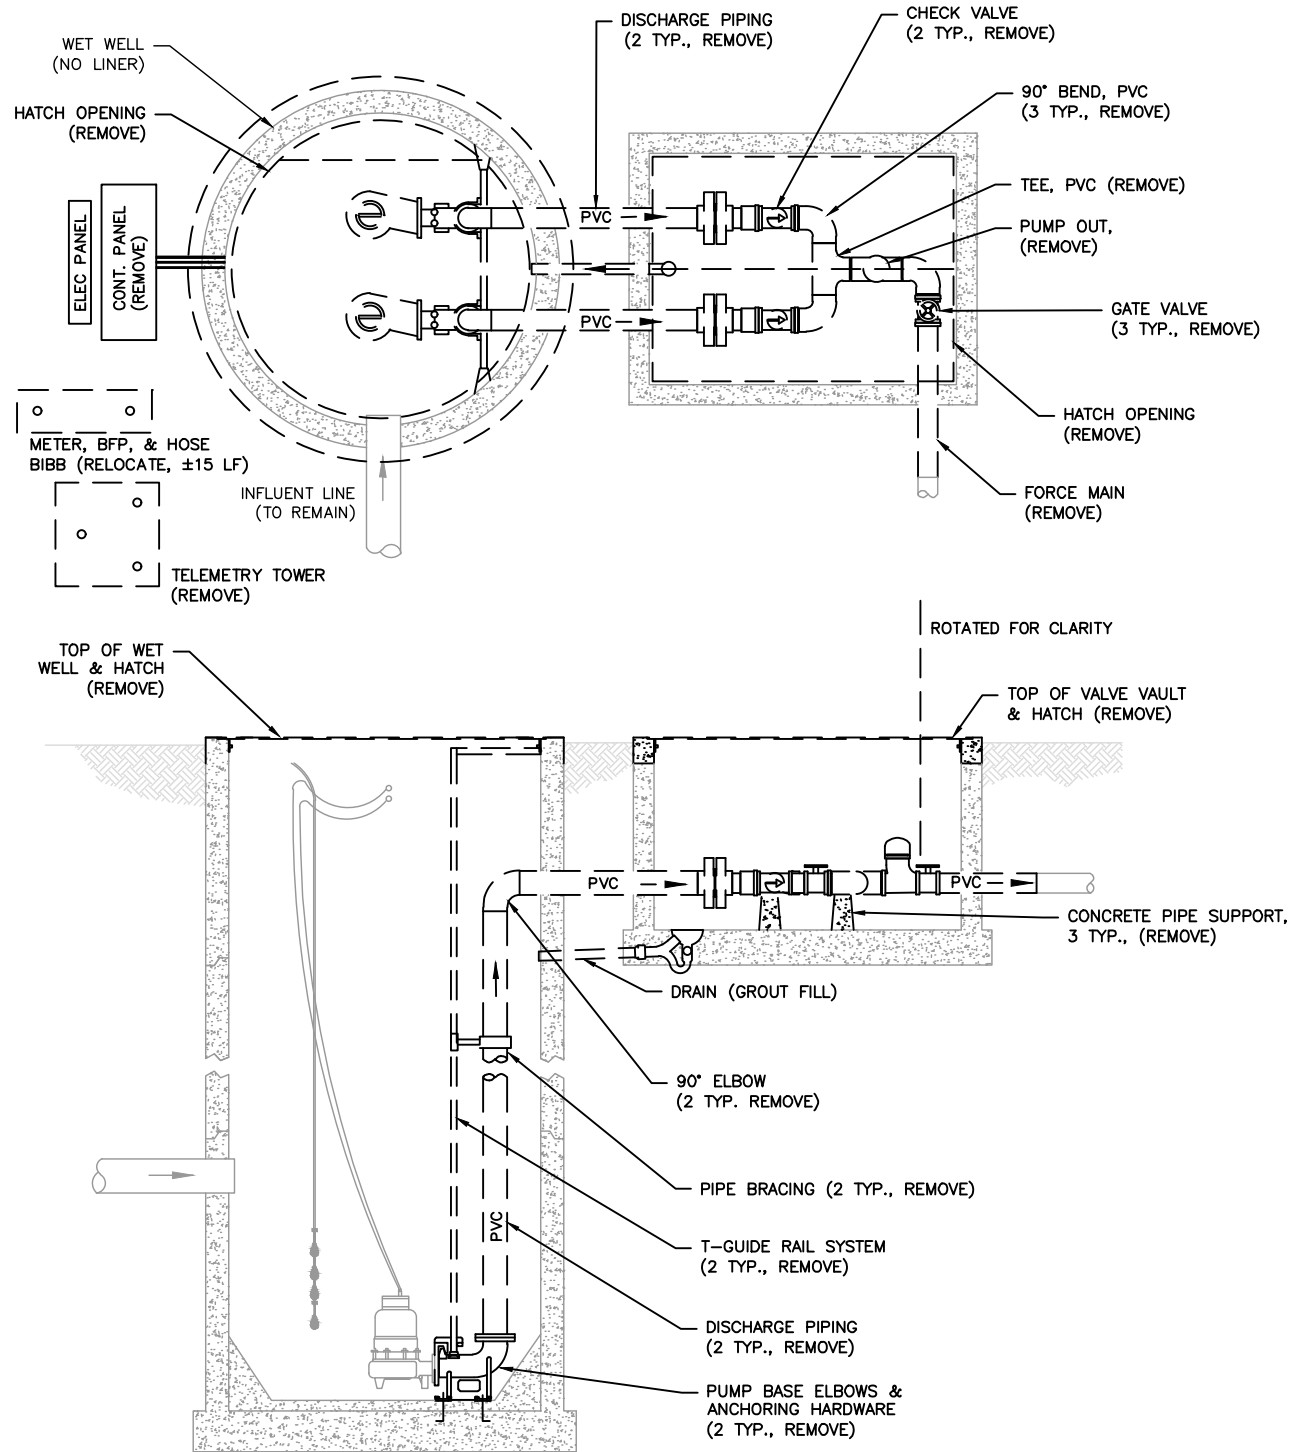 DISCHARGE PIPING
(2 TYP., REMOVE)
CHECK VALVE
(2 TYP., REMOVE)
WET WELL
(NO LINER)
HATCH OPENING
(REMOVE)
90° BEND, PVC
(3 TYP., REMOVE)
TEE, PVC (REMOVE)
PUMP OUT,
(REMOVE)
GATE VALVE
(3 TYP., REMOVE)
HATCH OPENING
(REMOVE)
FORCE MAIN
(REMOVE)
PVC
PVC
ELEC PANEL
CONT. PANEL
(REMOVE)
METER, BFP, & HOSE
BIBB (RELOCATE, ±15 LF)
INFLUENT LINE
(TO REMAIN)
TELEMETRY TOWER
(REMOVE)
ROTATED FOR CLARITY
TOP OF WET
WELL & HATCH
(REMOVE)
TOP OF VALVE VAULT
& HATCH (REMOVE)
PVC
PVC
CONCRETE PIPE SUPPORT,
3 TYP., (REMOVE)
DRAIN (GROUT FILL)
90° ELBOW
(2 TYP. REMOVE)
PIPE BRACING (2 TYP., REMOVE)
PVC
T-GUIDE RAIL SYSTEM
(2 TYP., REMOVE)
DISCHARGE PIPING
(2 TYP., REMOVE)
PUMP BASE ELBOWS &
ANCHORING HARDWARE
(2 TYP., REMOVE)